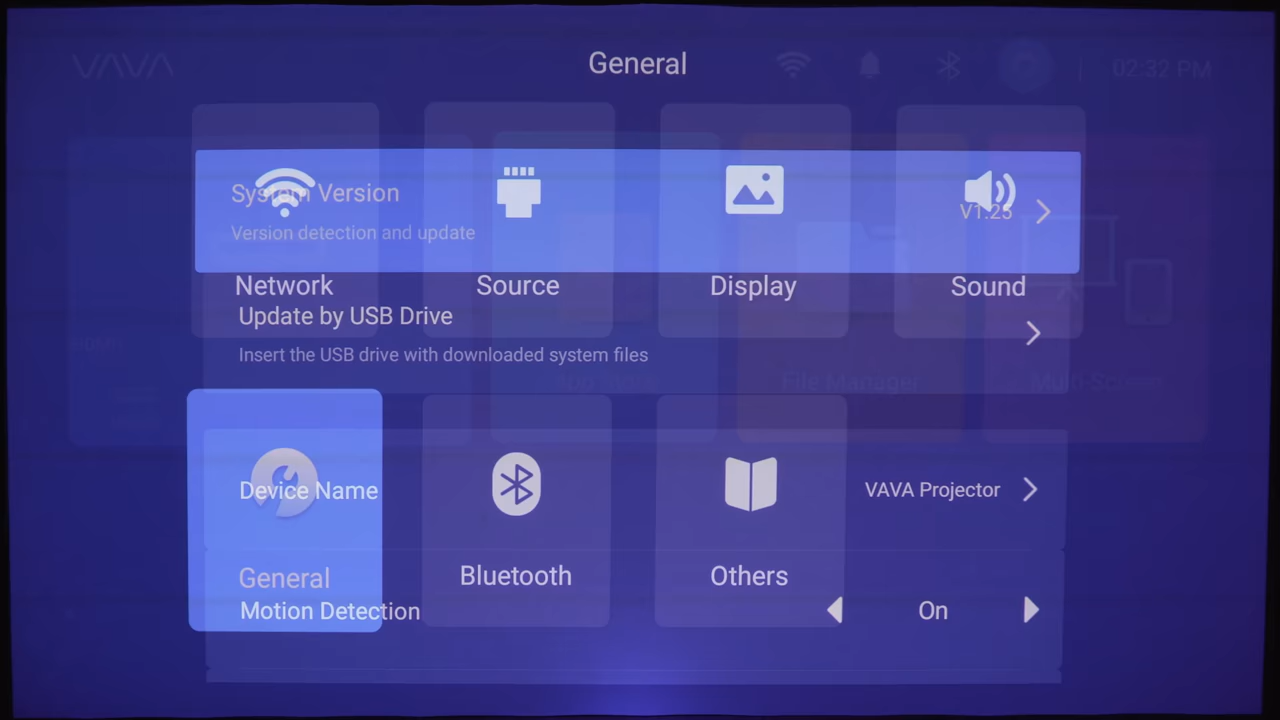 VAVA
General
02:32 PM
System Version
V1.23
Version detection and update
Network
Source
Display
Sound
Update by USB Drive
Insert the USB drive with downloaded system files
File Manager
Multi-Screen
Device Name
VAVA Projector
General
Bluetooth
Others
Motion Detection
On